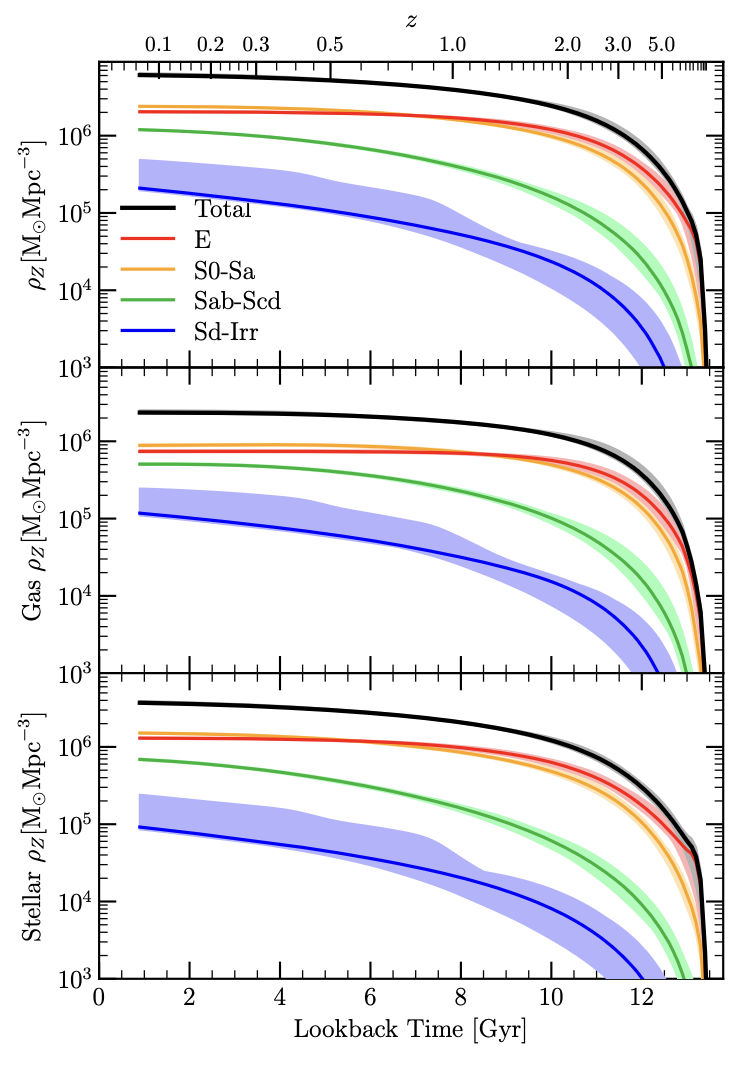 z
0.1 0.2 0.3 0.5 1.0 2.0 3.0 5.0
ρ_Z[M_⊙Mpc^{−3}]
10^6
10^5
10^4
10^3
Total
E
S0-Sa
Sab-Scd
Sd-Irr
Gas ρ_Z[M_⊙Mpc^{−3}]
10^6
10^5
10^4
10^3
Stellar ρ_Z[M_⊙Mpc^{−3}]
10^6
10^5
10^4
10^3
0 2 4 6 8 10 12
Lookback Time [Gyr]